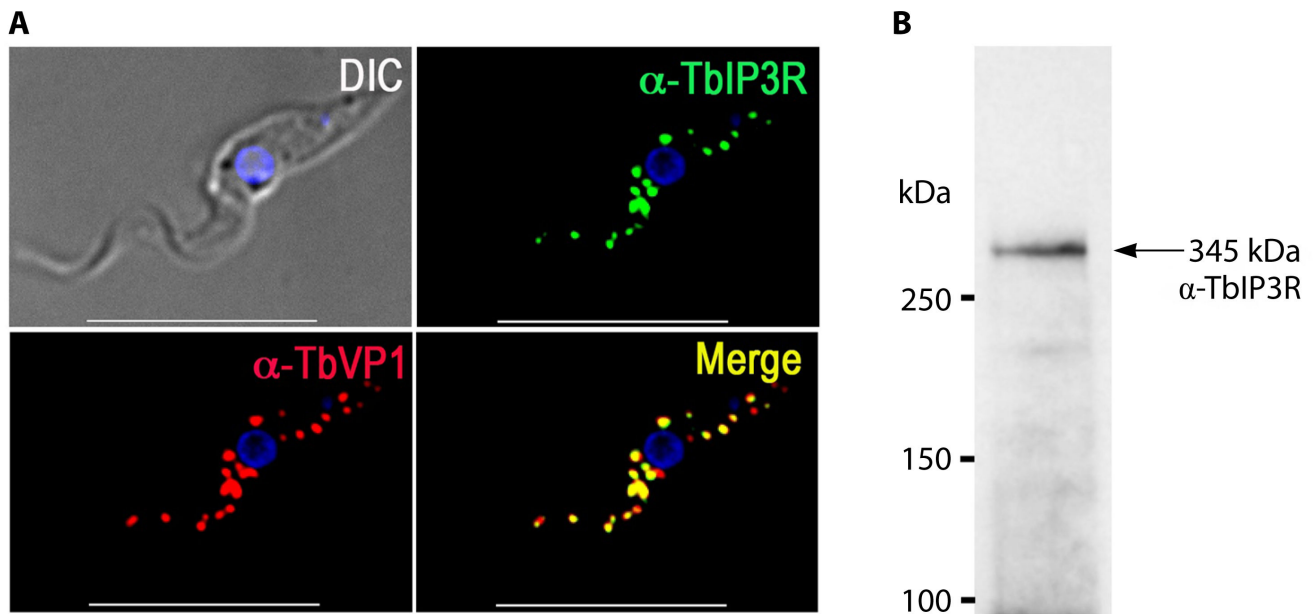 A
B
DIC
α-TbIP3R
α-TbVP1
Merge
kDa
250
150
100
345 kDa
α-TbIP3R